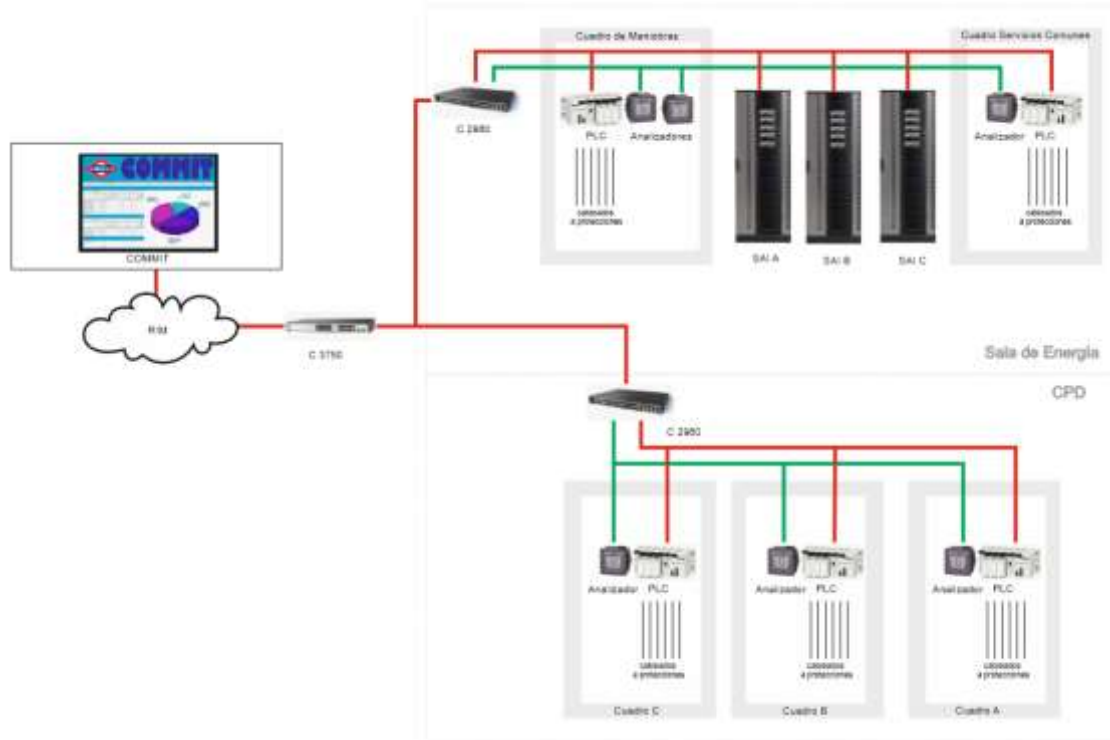 Cuadro de Maniobras
Cuadro Servicios Comunes
C 2960
PLC
Analizadores
Analizador
PLC
cableados
a protecciones
cableados
a protecciones
COMMIT
COMMIT
SAI A
SAI B
SAI C
C 3750
Sala de Energía
CPD
C 2960
Analizador
PLC
Analizador
PLC
Analizador
PLC
cableados
a protecciones
cableados
a protecciones
cableados
a protecciones
Cuadro C
Cuadro B
Cuadro A